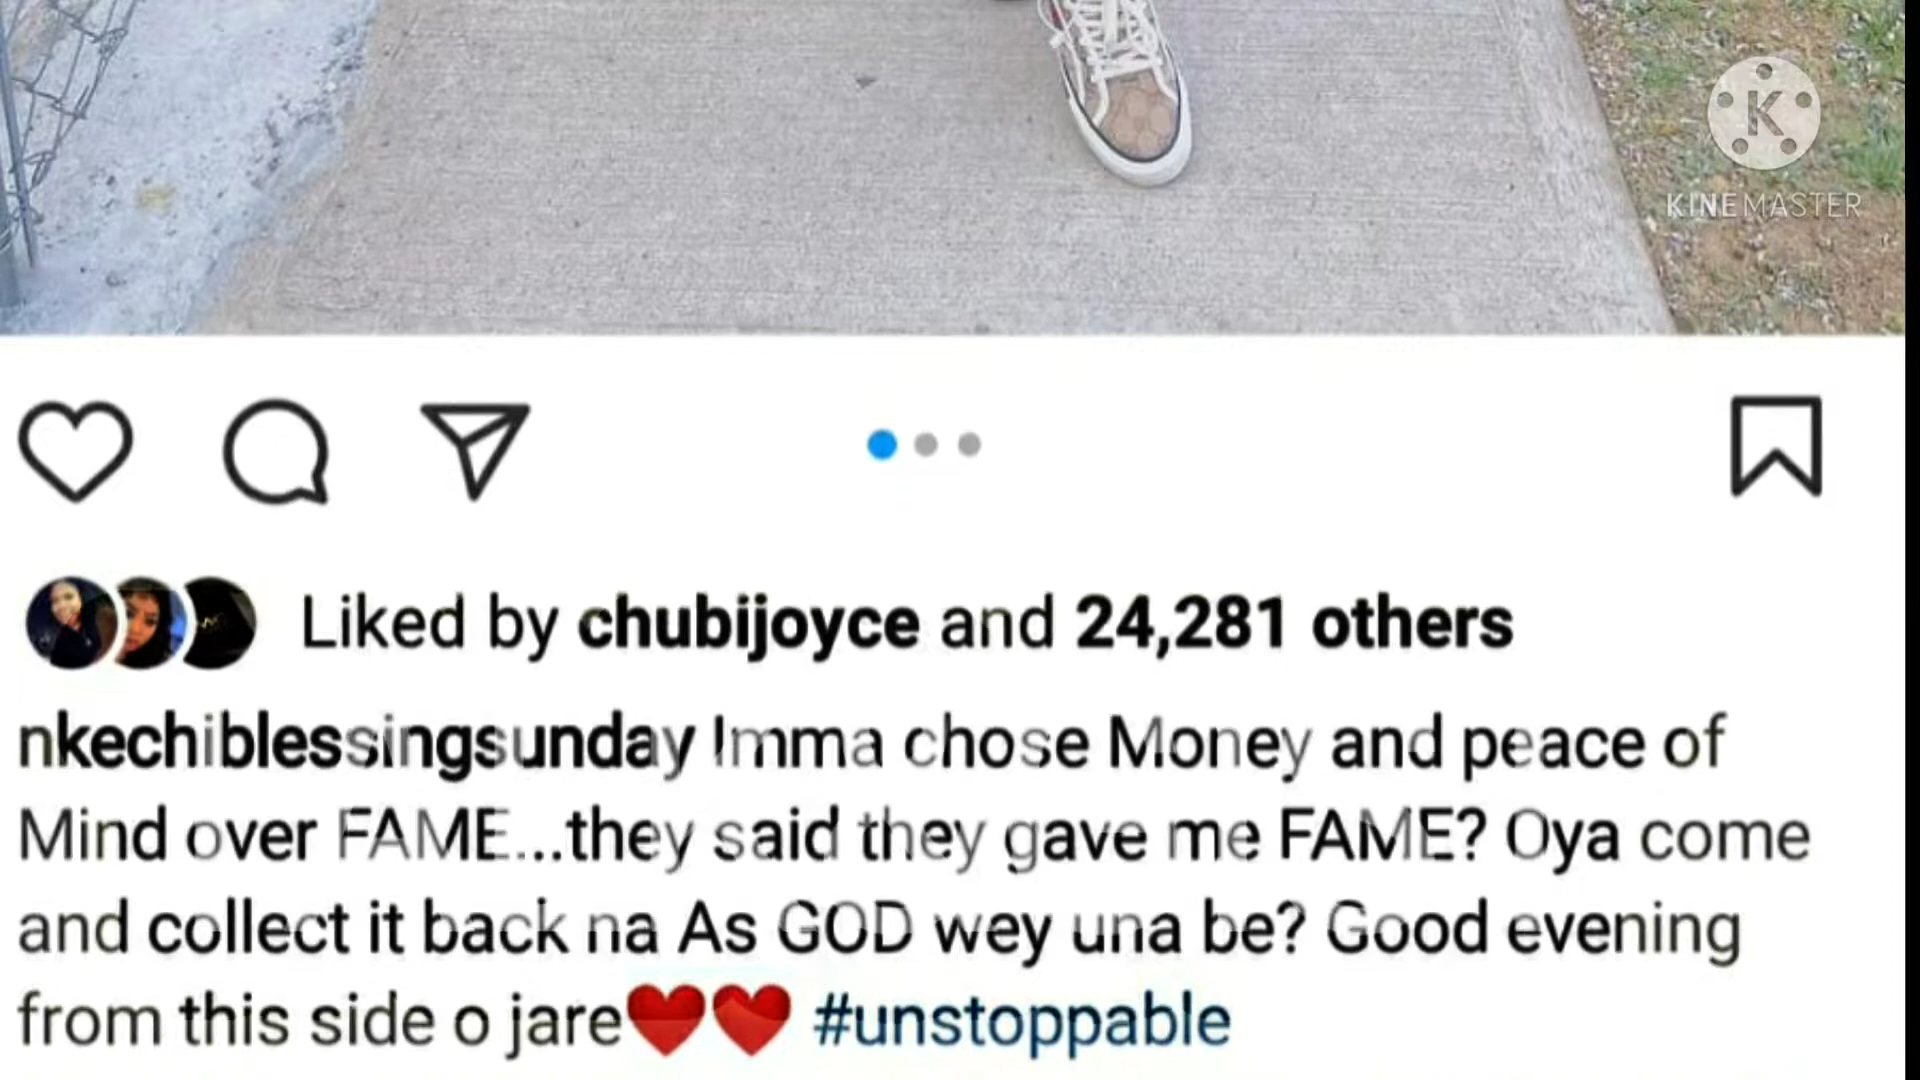 K
KINEMASTER
Liked by chubijoyce and 24,281 others
nkechiblessingsunday Imma chose Money and peace of
Mind over FAME...they said they gave me FAME? Oya come
and collect it back na As GOD wey una be? Good evening
from this side o jare❤️❤️ #unstoppable